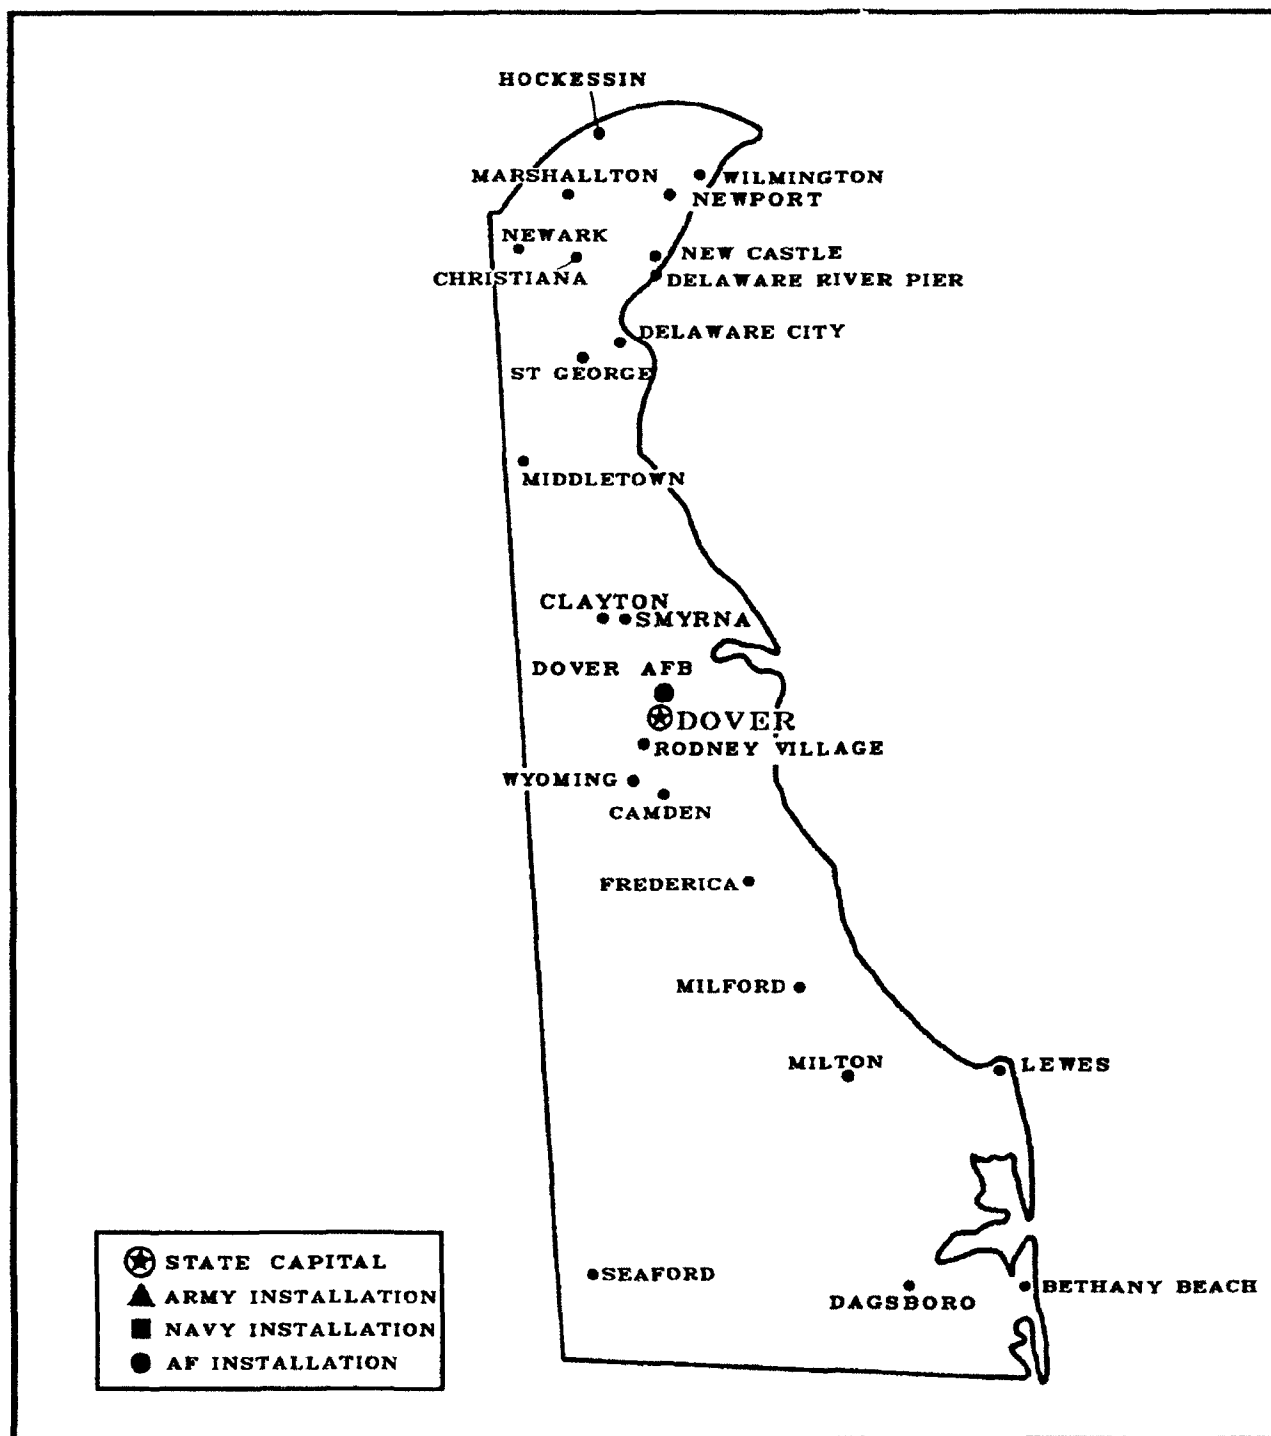 HOCKESSIN
MARSHALLTON
WILMINGTON
NEWPORT
NEWARK
NEW CASTLE
CHRISTIANA
DELAWARE RIVER PIER
DELAWARE CITY
ST GEORGE
MIDDLETOWN
CLAYTON
SMYRNA
DOVER AFB
DOVER
RODNEY VILLAGE
WYOMING
CAMDEN
FREDERICA
MILFORD
MILTON
LEWES
SEAFORD
DAGSBORO
BETHANY BEACH
STATE CAPITAL
ARMY INSTALLATION
NAVY INSTALLATION
AF INSTALLATION